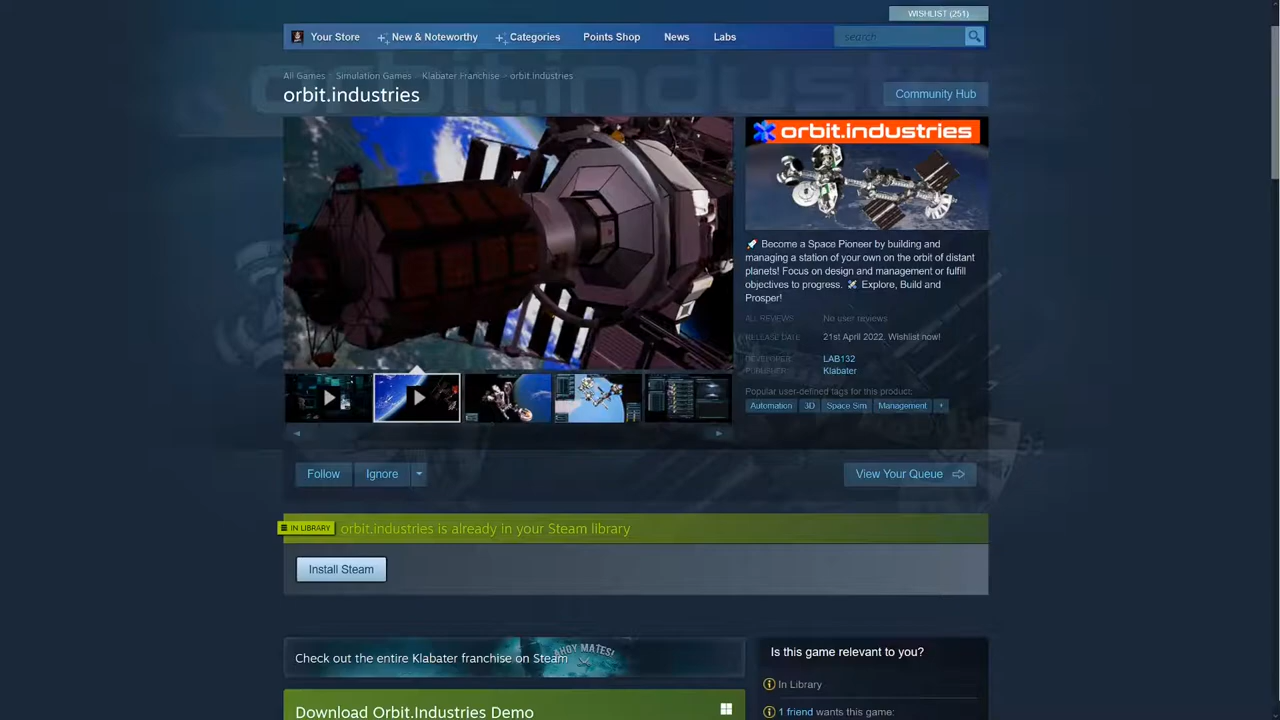 WISHLIST (251)
Your Store
New & Noteworthy
Categories
Points Shop
News
Labs
search
All Games
Simulation Games
Klabater Franchise
orbit.industries
orbit.industries
Community Hub
orbit.industries
Become a Space Pioneer by building and
managing a station of your own on the orbit of distant
planets! Focus on design and management or fulfill
objectives to progress. Explore, Build and
Prosper!
ALL REVIEWS: No user reviews
RELEASE DATE: 21st April 2022. Wishlist now!
DEVELOPER: LAB132
PUBLISHER: Klabater
Popular user-defined tags for this product:
Automation 3D Space Sim Management +
Follow
Ignore
View Your Queue
IN LIBRARY
orbit.industries is already in your Steam library
Install Steam
Check out the entire Klabater franchise on Steam
AHOY MATES!
Is this game relevant to you?
In Library
1 friend wants this game:
Download Orbit.Industries Demo